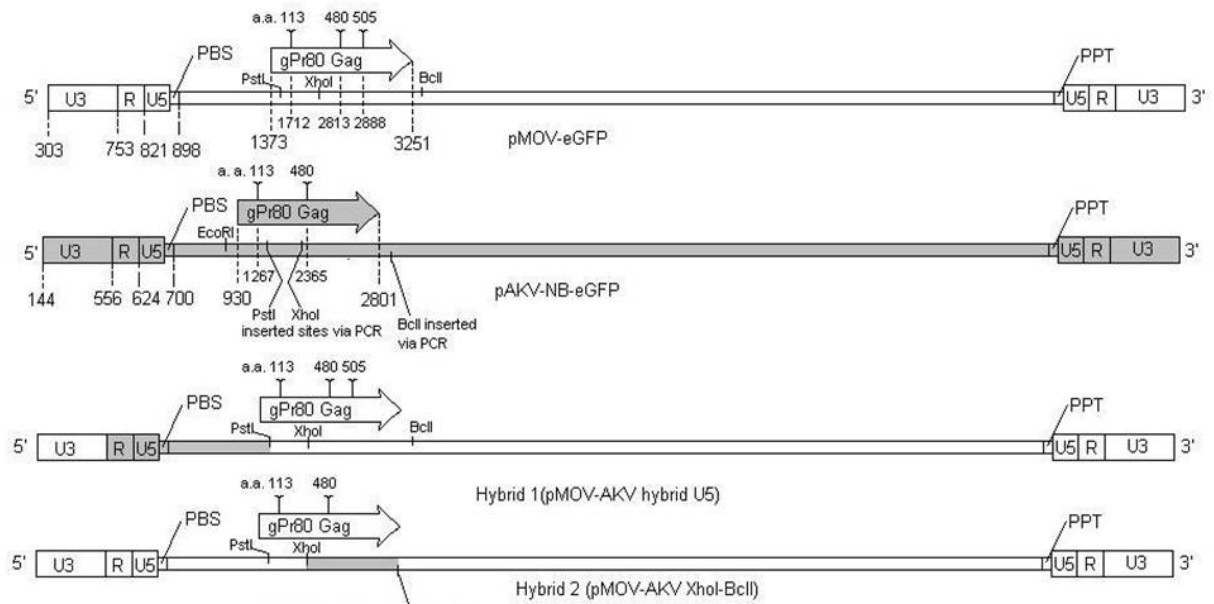 a.a. 113 480 505
PBS gPr80 Gag PPT
PstI XhoI BclI
5' U3 R U5 U5 R U3 3'
1712 2813 2888
303 753 821 898 1373 3251
pMOV-eGFP
a. a. 113 480
PBS gPr80 Gag PPT
EcoRI
5' U3 R U5 U5 R U3 3'
1267 2365
144 556 624 700 930 2801
pAKV-NB-eGFP
PstI XhoI BclI inserted
inserted sites via PCR via PCR
a.a. 113 480 505
PBS gPr80 Gag PPT
PstI XhoI BclI
5' U3 R U5 U5 R U3 3'
Hybrid 1(pMOV-AKV hybrid U5)
a.a. 113 480
PBS gPr80 Gag PPT
PstI XhoI
5' U3 R U5 U5 R U3 3'
Hybrid 2 (pMOV-AKV XhoI-BclI)